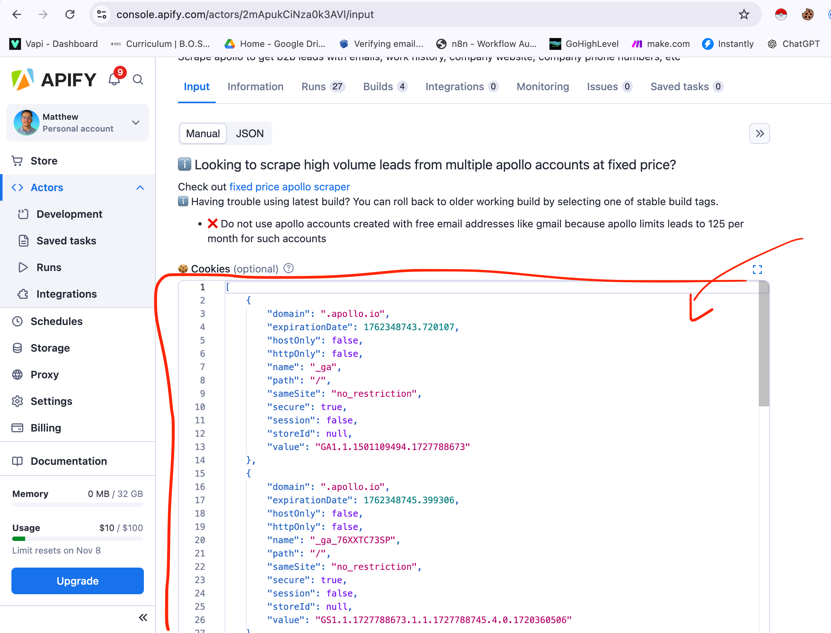 console.apify.com/actors/2mApukCiNza0k3AVl/input
Vapi - Dashboard
Curriculum | B.O.S...
Home - Google Dri...
Verifying email...
n8n - Workflow Au...
GoHighLevel
make.com
Instantly
ChatGPT
Scrape apollo to get b2b leads with emails, work history, company website, company phone numbers, etc
APIFY
9
Matthew
Personal account
Store
Actors
Development
Saved tasks
Runs
Integrations
Schedules
Storage
Proxy
Settings
Billing
Documentation
Memory 0 MB / 32 GB
Usage $10 / $100
Limit resets on Nov 8
Upgrade
Input Information Runs 27 Builds 4 Integrations 0 Monitoring Issues 0 Saved tasks 0
Manual JSON
Looking to scrape high volume leads from multiple apollo accounts at fixed price?
Check out fixed price apollo scraper
Having trouble using latest build? You can roll back to older working build by selecting one of stable build tags.
• ❌ Do not use apollo accounts created with free email addresses like gmail because apollo limits leads to 125 per
month for such accounts
Cookies (optional)
1 [
2 {
3 "domain": ".apollo.io",
4 "expirationDate": 1762348743.720107,
5 "hostOnly": false,
6 "httpOnly": false,
7 "name": "_ga",
8 "path": "/",
9 "sameSite": "no_restriction",
10 "secure": true,
11 "session": false,
12 "storeId": null,
13 "value": "GA1.1.1501109494.1727788673"
14 },
15 {
16 "domain": ".apollo.io",
17 "expirationDate": 1762348745.399306,
18 "hostOnly": false,
19 "httpOnly": false,
20 "name": "_ga_76XXTC73SP",
21 "path": "/",
22 "sameSite": "no_restriction",
23 "secure": true,
24 "session": false,
25 "storeId": null,
26 "value": "GS1.1.1727788673.1.1.1727788745.4.0.1720360506"
27